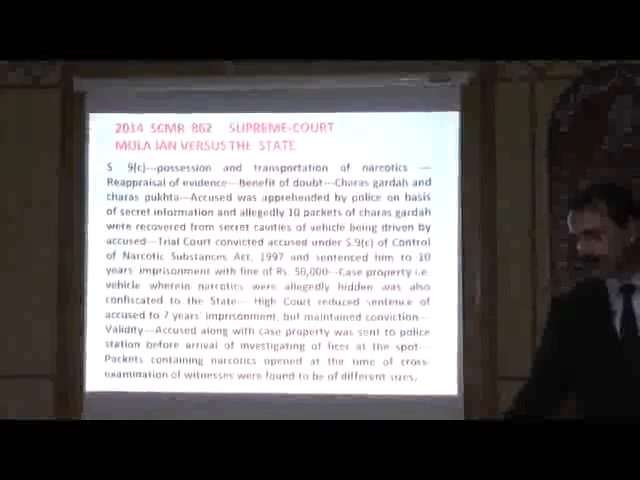 2014 SCMR 862 SUPREME-COURT
MULA JAN VERSUS THE STATE
S 9(c)---possession and transportation of narcotics ---
Reappraisal of evidence---Benefit of doubt---Charas gardah and
charas pukhta---Accused was apprehended by police on basis
of secret information and allegedly 10 packets of charas gardah
were recovered from secret cavities of vehicle being driven by
accused---Trial Court convicted accused under S.9(c) of Control
of Narcotic Substances Act, 1997 and sentenced him to 10
years' imprisonment with fine of Rs. 50,000---Case property i.e.
vehicle wherein narcotics were allegedly hidden was also
confiscated to the State--- High Court reduced sentence of
accused to 7 years' imprisonment, but maintained conviction---
Validity---Accused along with case property was sent to police
station before arrival of investigating of ficer at the spot---
Packets containing narcotics opened at the time of cross-
examination of witnesses were found to be of different sizes,